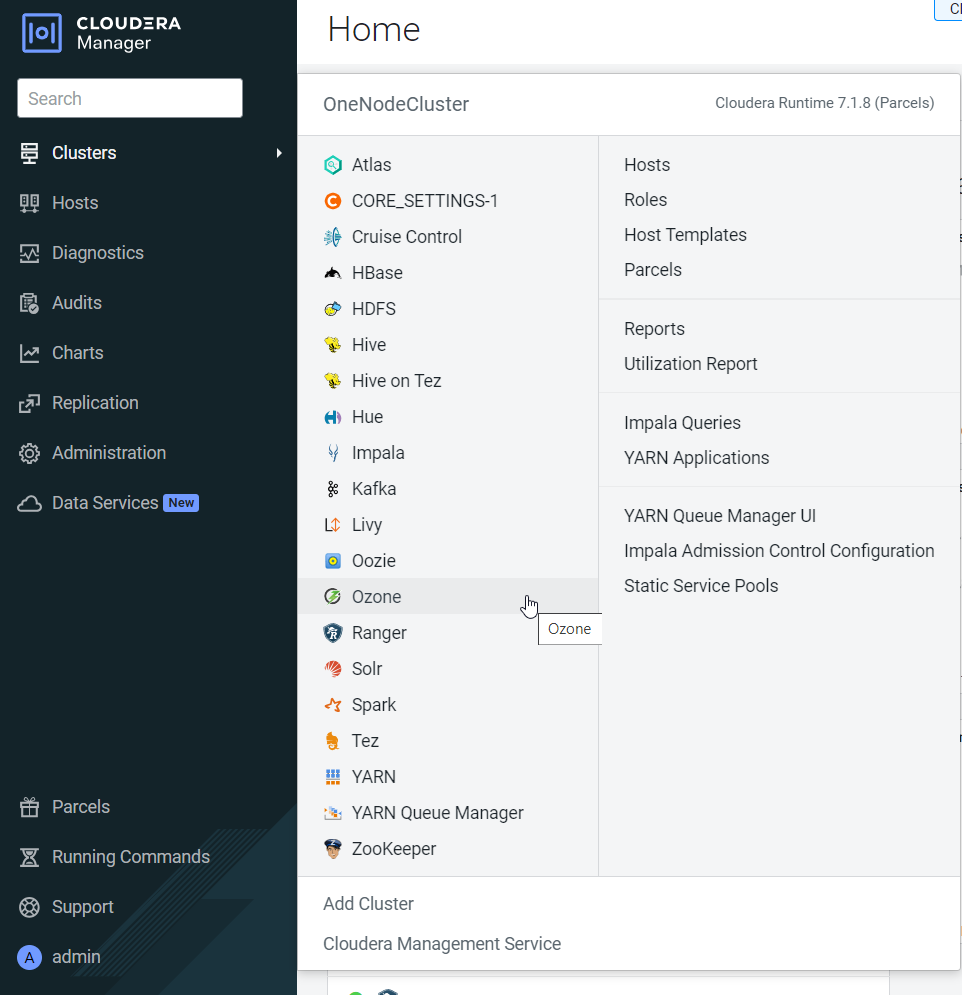 CLOUDERA
Manager
Search
Clusters
Hosts
Diagnostics
Audits
Charts
Replication
Administration
Data Services New
Parcels
Running Commands
Support
A admin
Home
OneNodeCluster
Cloudera Runtime 7.1.8 (Parcels)
Atlas
CORE_SETTINGS-1
Cruise Control
HBase
HDFS
Hive
Hive on Tez
Hue
Impala
Kafka
Livy
Oozie
Ozone
Ozone
Ranger
Solr
Spark
Tez
YARN
YARN Queue Manager
ZooKeeper
Hosts
Roles
Host Templates
Parcels
Reports
Utilization Report
Impala Queries
YARN Applications
YARN Queue Manager UI
Impala Admission Control Configuration
Static Service Pools
Add Cluster
Cloudera Management Service